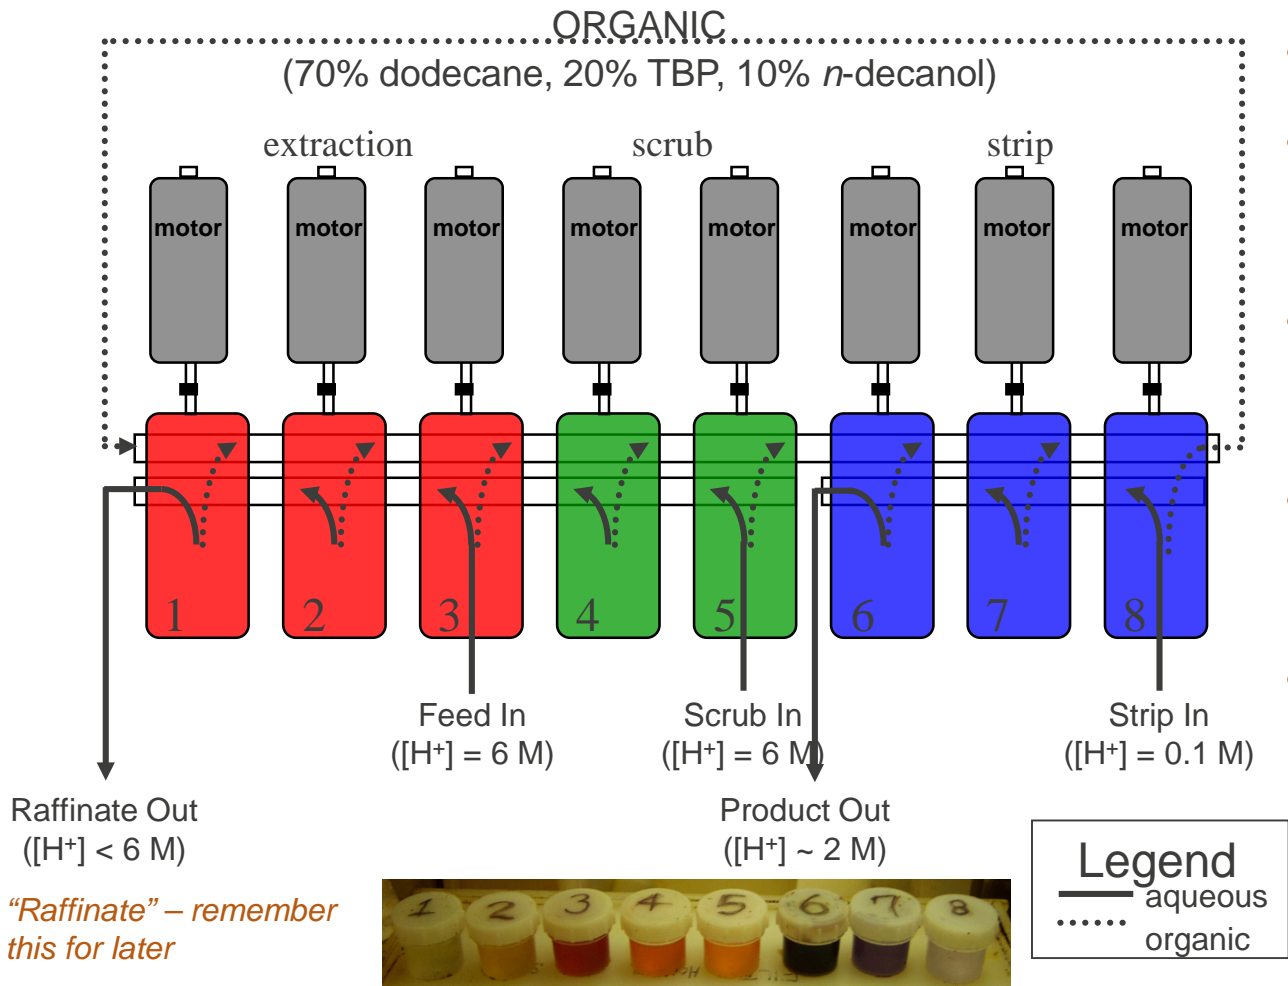 ORGANIC
(70% dodecane, 20% TBP, 10% n-decanol)
extraction scrub strip
motor motor motor motor motor motor motor motor
1 2 3 4 5 6 7 8
Feed In
([H⁺] = 6 M)
Scrub In
([H⁺] = 6 M)
Strip In
([H⁺] = 0.1 M)
Raffinate Out
([H⁺] < 6 M)
Product Out
([H⁺] ~ 2 M)
Legend
aqueous
organic
“Raffinate” – remember
this for later
1 2 3 4 5 6 7 8